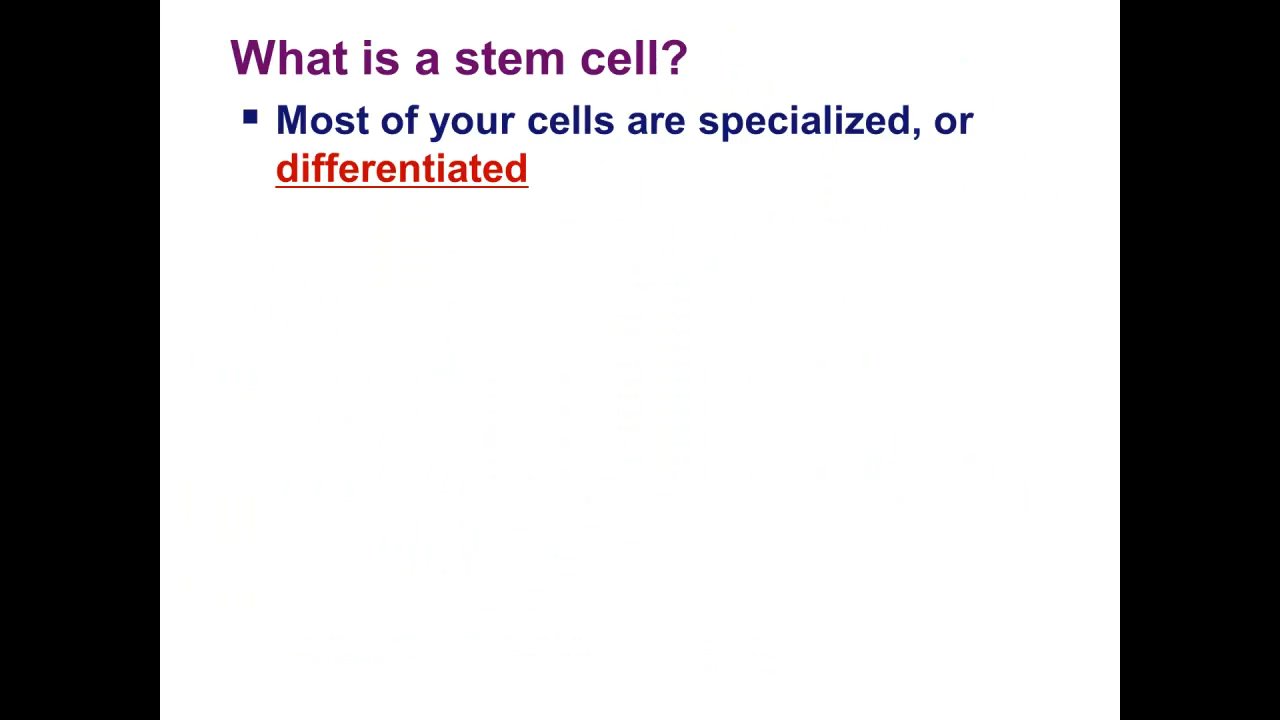 What is a stem cell?
▪ Most of your cells are specialized, or
differentiated